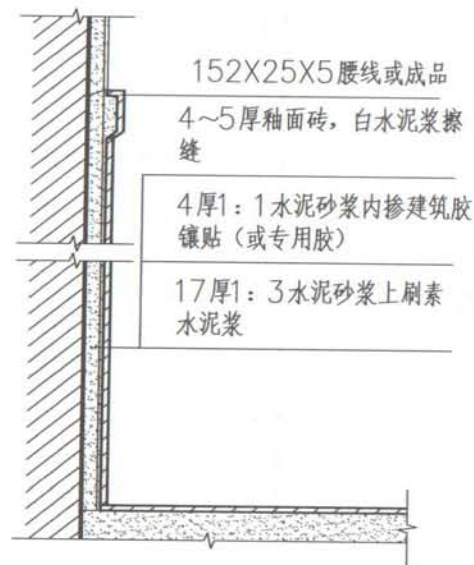 152X25X5腰线或成品
4~5厚釉面砖，白水泥浆擦
缝
4厚1：1水泥砂浆内掺建筑胶
镶贴（或专用胶）
17厚1：3水泥砂浆上刷素
水泥浆